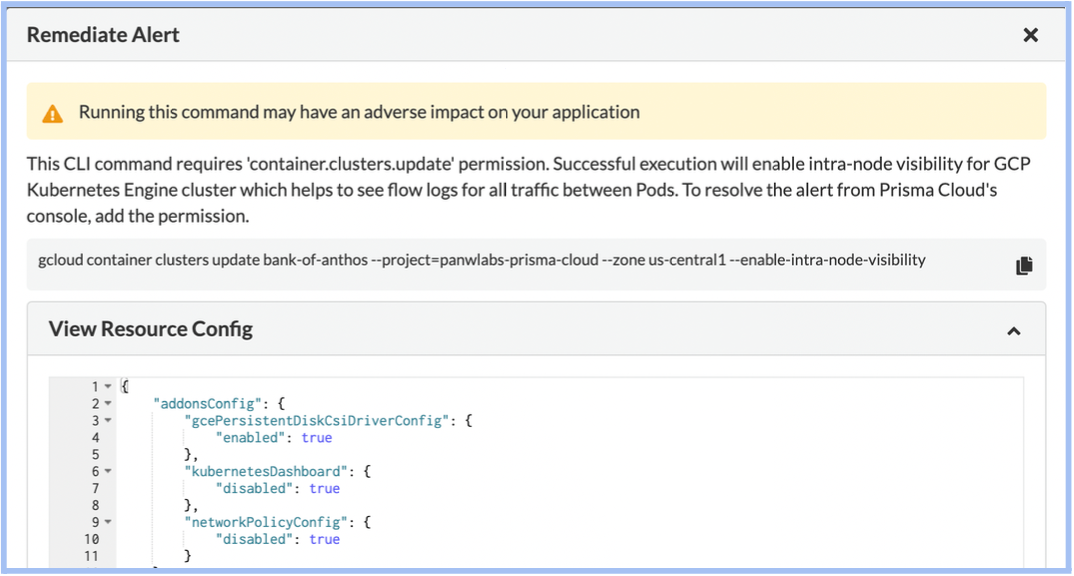 Remediate Alert
Running this command may have an adverse impact on your application
This CLI command requires 'container.clusters.update' permission. Successful execution will enable intra-node visibility for GCP
Kubernetes Engine cluster which helps to see flow logs for all traffic between Pods. To resolve the alert from Prisma Cloud's
console, add the permission.
gcloud container clusters update bank-of-anthos --project=panwlabs-prisma-cloud --zone us-central1 --enable-intra-node-visibility
View Resource Config
1 {
2 "addonsConfig": {
3 "gcePersistentDiskCsiDriverConfig": {
4 "enabled": true
5 },
6 "kubernetesDashboard": {
7 "disabled": true
8 },
9 "networkPolicyConfig": {
10 "disabled": true
11 }